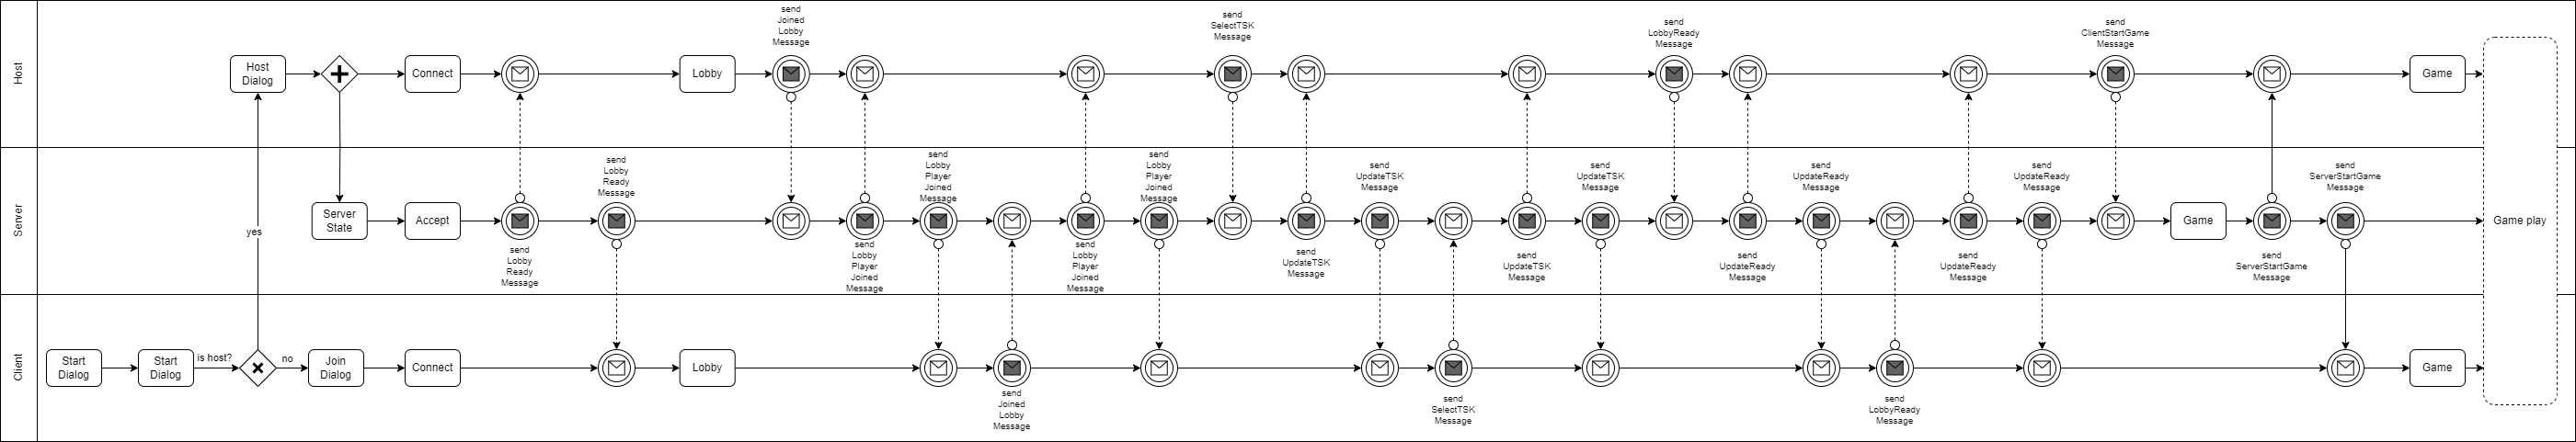 Host
send
Joined
Lobby
Message
send
SelectTSK
Message
send
LobbyReady
Message
send
ClientStartGame
Message
Host
Dialog
Connect
Lobby
Game
Server
send
Lobby
Ready
Message
send
Lobby
Player
Joined
Message
send
Lobby
Player
Joined
Message
send
UpdateTSK
Message
send
UpdateTSK
Message
send
UpdateReady
Message
send
UpdateReady
Message
send
ServerStartGame
Message
yes
Server
State
Accept
Game
Game play
send
Lobby
Ready
Message
send
Lobby
Player
Joined
Message
send
Lobby
Player
Joined
Message
send
UpdateTSK
Message
send
UpdateTSK
Message
send
UpdateReady
Message
send
UpdateReady
Message
send
ServerStartGame
Message
Client
Start
Dialog
Start
Dialog
is host?
no
Join
Dialog
Connect
Lobby
Game
send
Joined
Lobby
Message
send
SelectTSK
Message
send
LobbyReady
Message